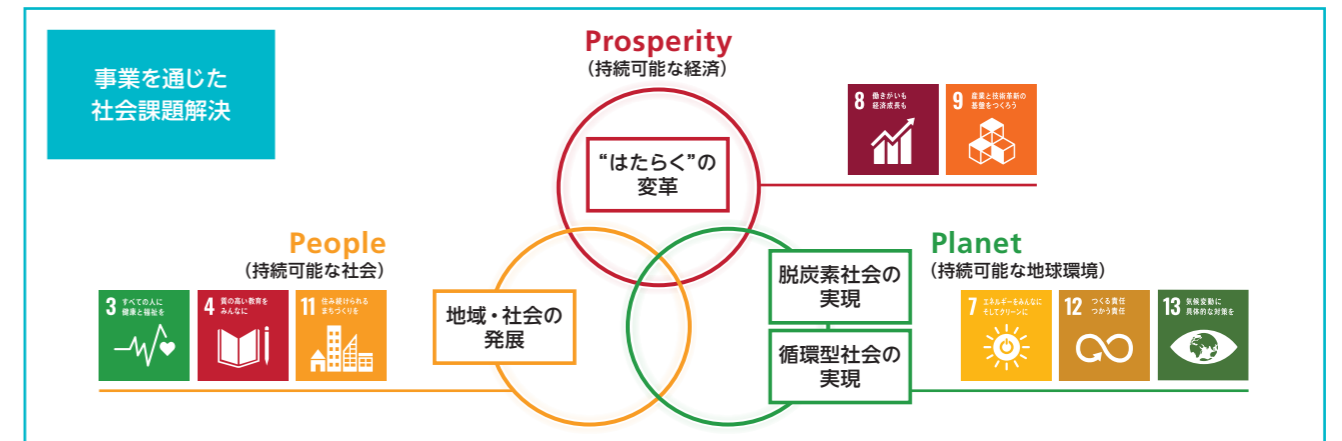 事業を通じた
社会課題解決
Prosperity
(持続可能な経済)
“はたらく”の
変革
8 働きがいも
経済成長も
9 産業と技術革新の
基盤をつくろう
People
(持続可能な社会)
3 すべての人に
健康と福祉を
4 質の高い教育を
みんなに
11 住み続けられる
まちづくりを
地域・社会の
発展
Planet
(持続可能な地球環境)
脱炭素社会の
実現
循環型社会の
実現
7 エネルギーをみんなに
そしてクリーンに
12 つくる責任
つかう責任
13 気候変動に
具体的な対策を